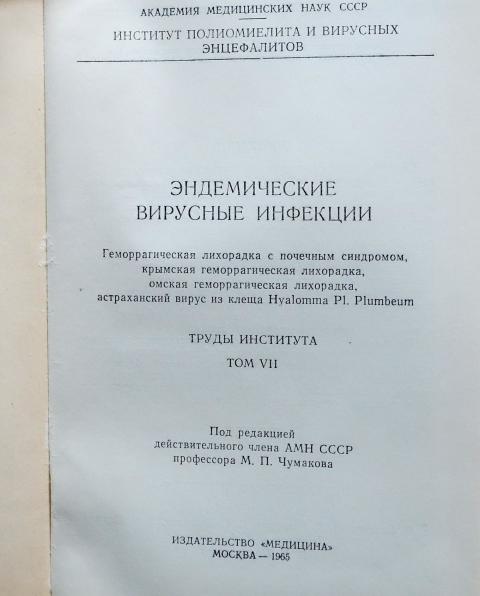 АКАДЕМИЯ МЕДИЦИНСКИХ НАУК СССР
ИНСТИТУТ ПОЛИОМИЕЛИТА И ВИРУСНЫХ
ЭНЦЕФАЛИТОВ
ЭНДЕМИЧЕСКИЕ
ВИРУСНЫЕ ИНФЕКЦИИ
Геморрагическая лихорадка с почечным синдромом,
крымская геморрагическая лихорадка,
омская геморрагическая лихорадка,
астраханский вирус из клеща Hyalomma Pl. Plumbeum
ТРУДЫ ИНСТИТУТА
ТОМ VII
Под редакцией
действительного члена АМН СССР
профессора М. П. Чумакова
ИЗДАТЕЛЬСТВО «МЕДИЦИНА»
МОСКВА — 1965